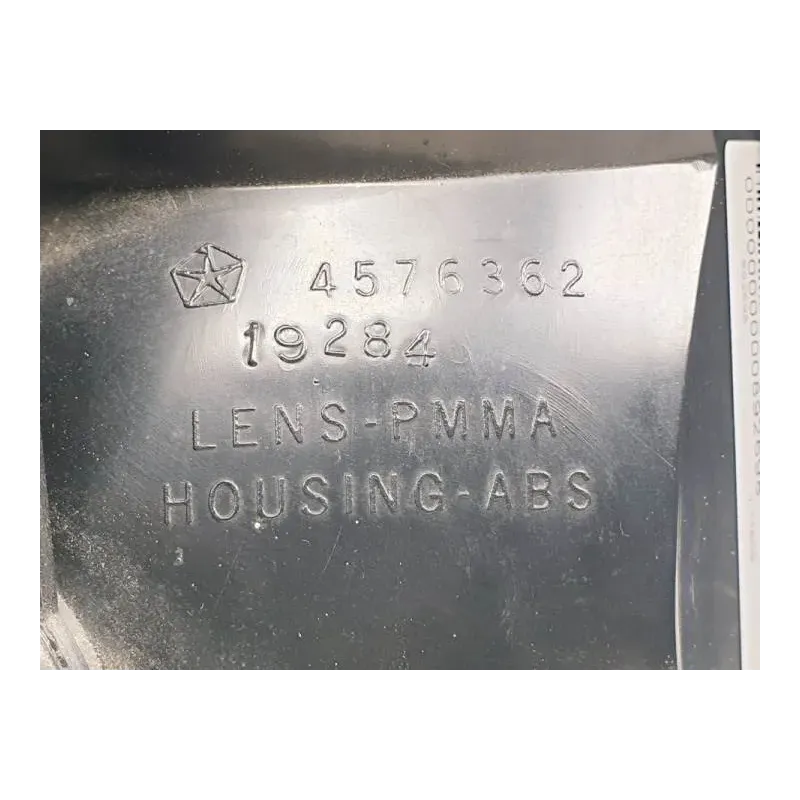 4576362
19284
LENS-PMMA
HOUSING-ABS